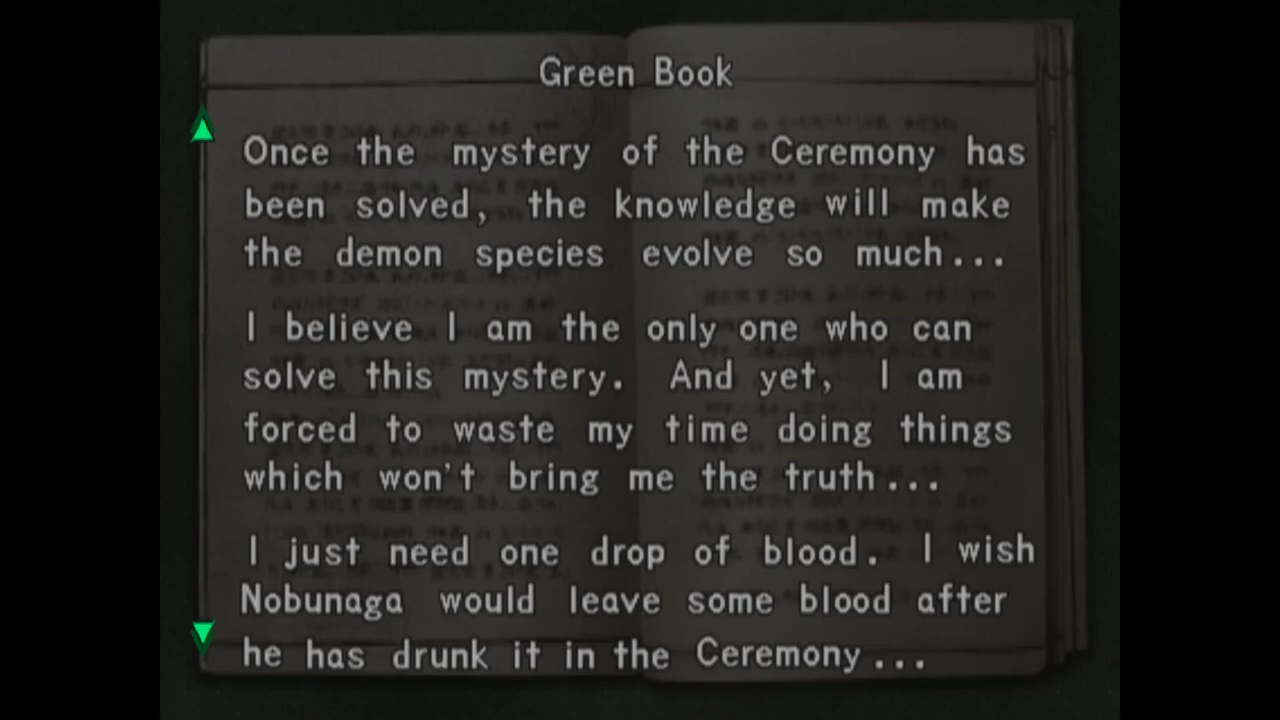 Green Book
Once the mystery of the Ceremony has
been solved, the knowledge will make
the demon species evolve so much...
I believe I am the only one who can
solve this mystery. And yet, I am
forced to waste my time doing things
which won't bring me the truth...
I just need one drop of blood. I wish
Nobunaga would leave some blood after
he has drunk it in the Ceremony...